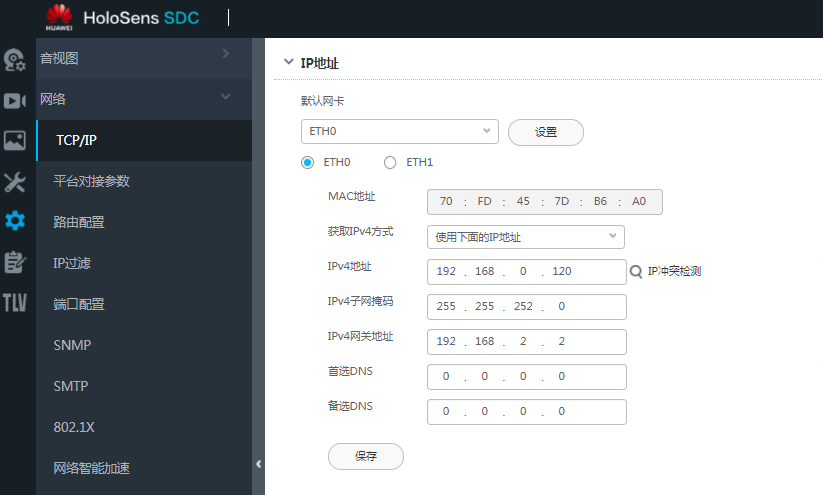 HUAWEI HoloSens SDC
音视图
网络
TCP/IP
平台对接参数
路由配置
IP过滤
端口配置
SNMP
SMTP
802.1X
网络智能加速
TLV
IP地址
默认网卡
ETH0 设置
ETH0 ETH1
MAC地址 70 : FD : 45 : 7D : B6 : A0
获取IPv4方式 使用下面的IP地址
IPv4地址 192 . 168 . 0 . 120 IP冲突检测
IPv4子网掩码 255 . 255 . 252 . 0
IPv4网关地址 192 . 168 . 2 . 2
首选DNS 0 . 0 . 0 . 0
备选DNS 0 . 0 . 0 . 0
保存